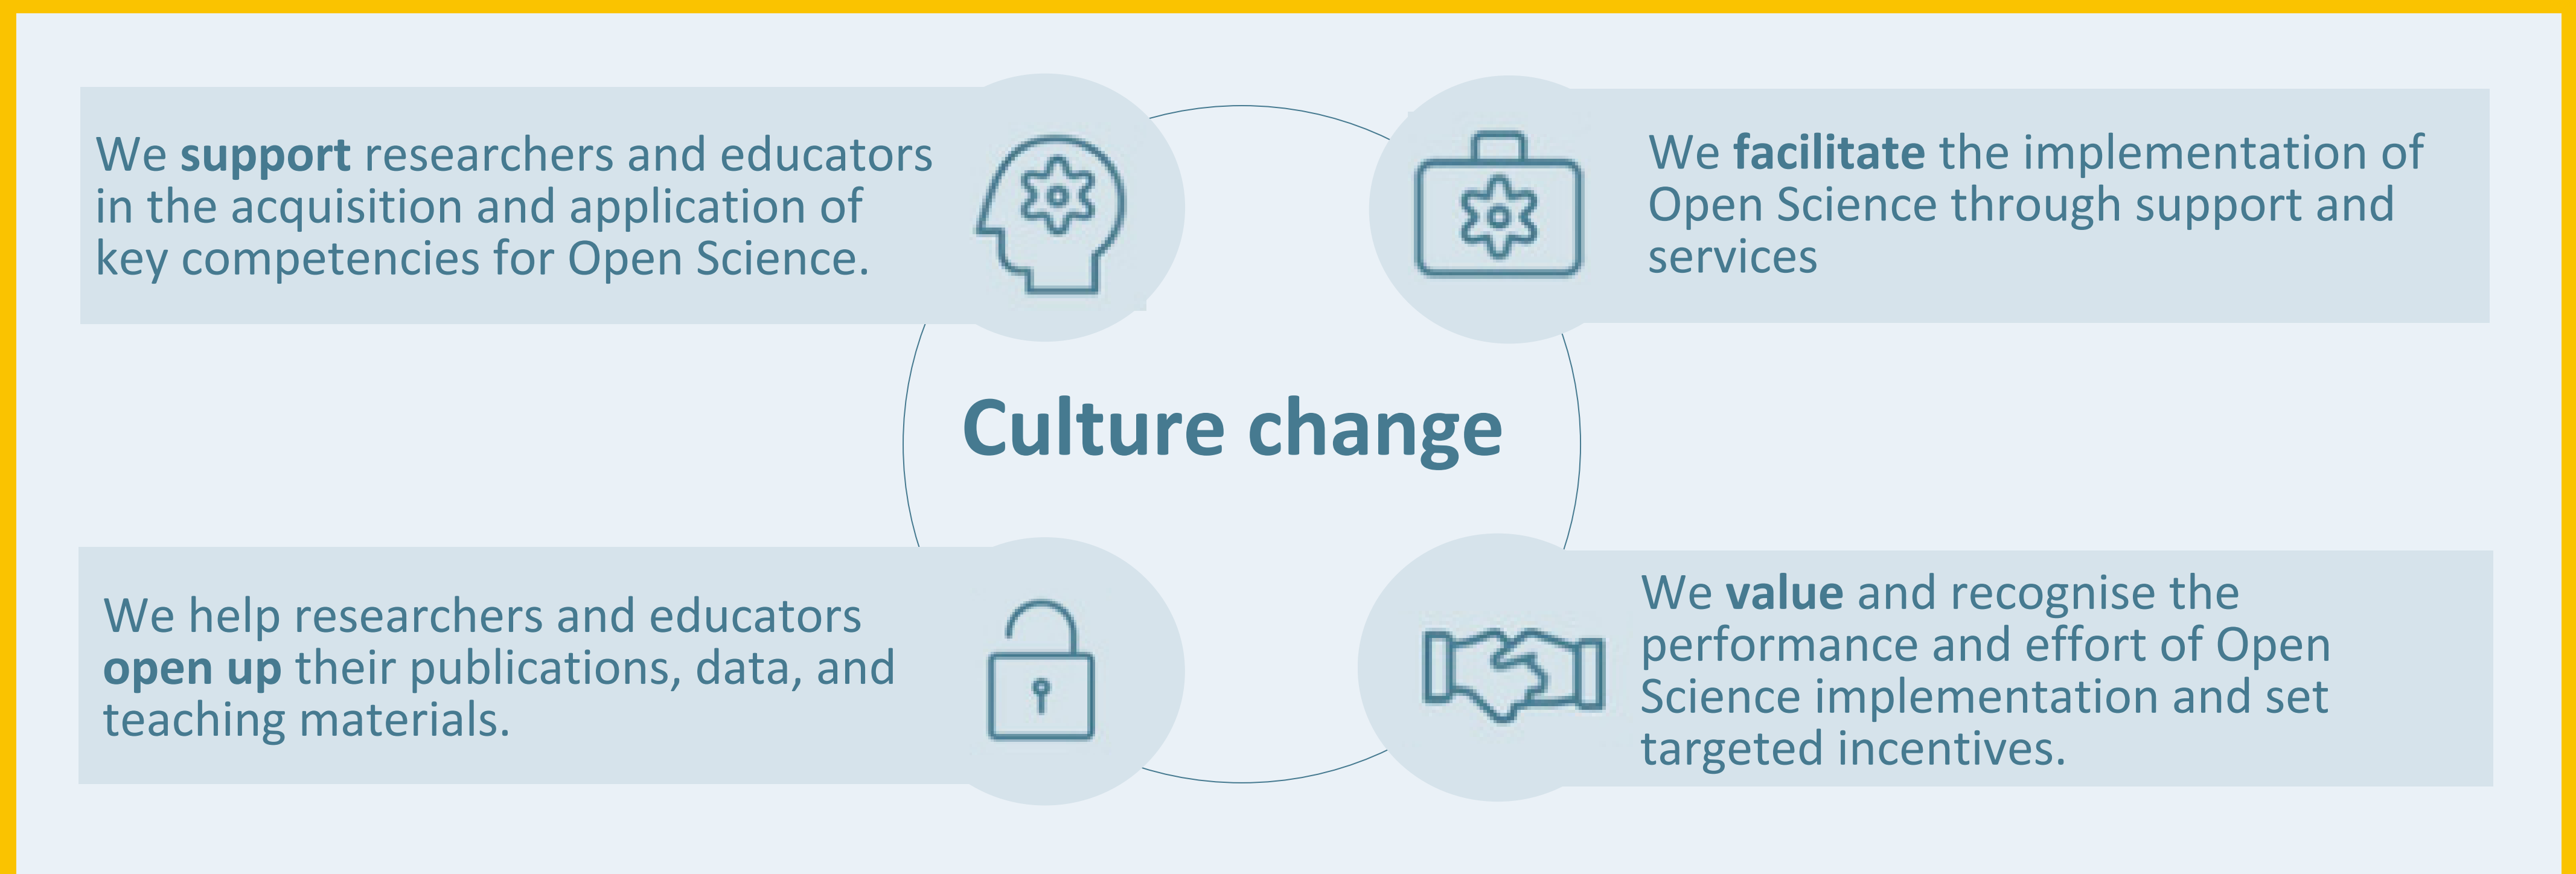 We support researchers and educators
in the acquisition and application of
key competencies for Open Science.
We facilitate the implementation of
Open Science through support and
services
Culture change
We help researchers and educators
open up their publications, data, and
teaching materials.
We value and recognise the
performance and effort of Open
Science implementation and set
targeted incentives.